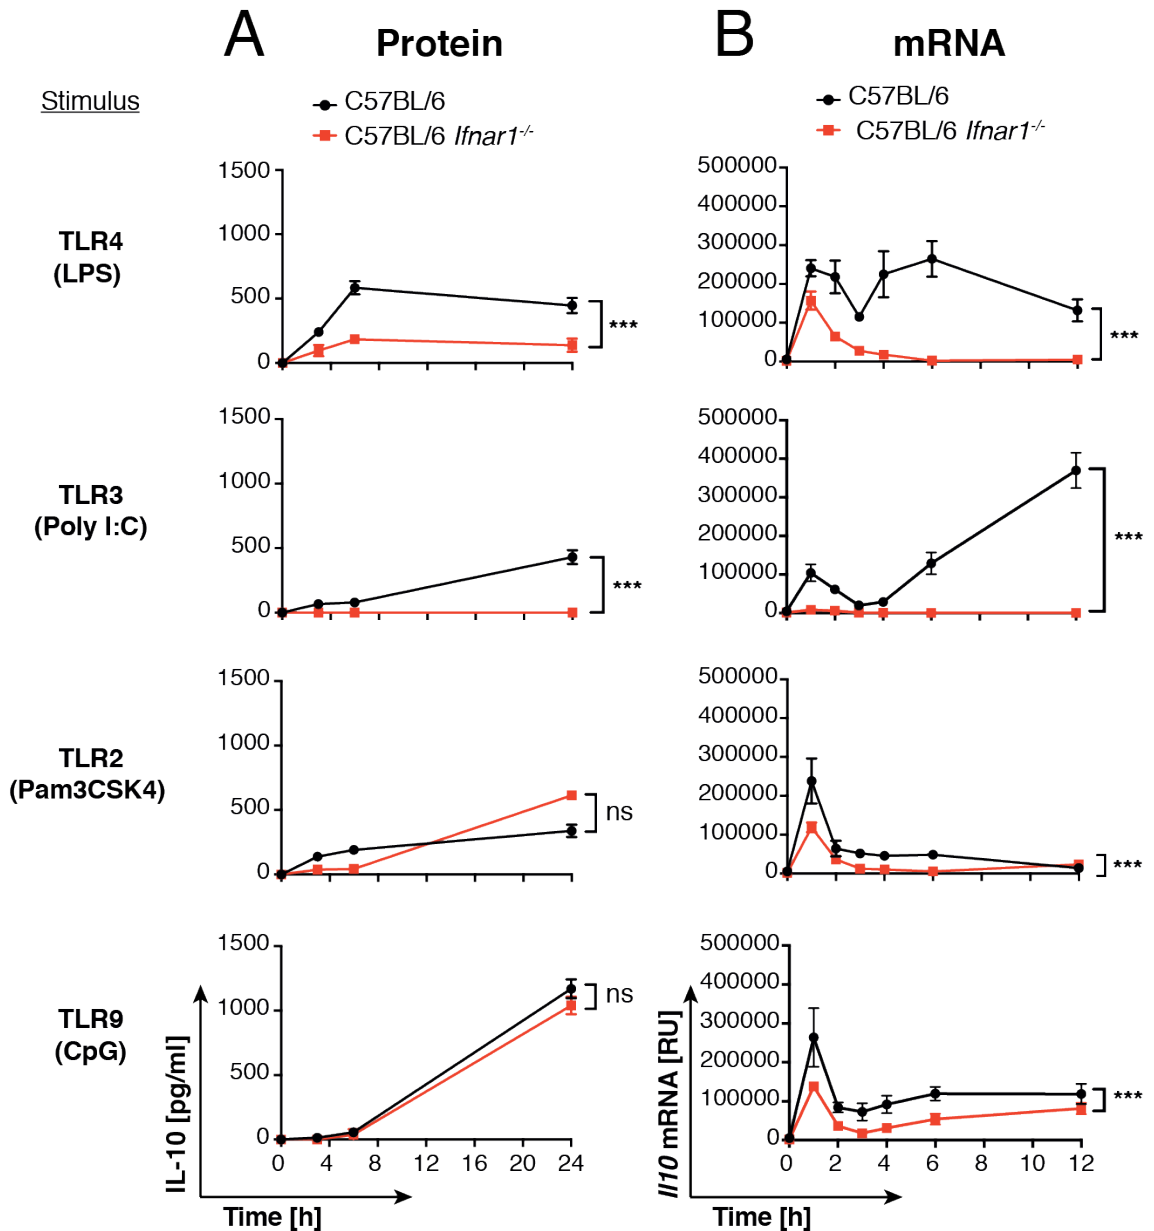 A Protein
B mRNA
Stimulus
C57BL/6
C57BL/6 Ifnar1-/-
C57BL/6
C57BL/6 Ifnar1-/-
TLR4
(LPS)
1500
1000
500
0
***
500000
400000
300000
200000
100000
0
***
TLR3
(Poly I:C)
1500
1000
500
0
***
500000
400000
300000
200000
100000
0
***
TLR2
(Pam3CSK4)
1500
1000
500
0
ns
500000
400000
300000
200000
100000
0
***
TLR9
(CpG)
IL-10 [pg/ml]
1500
1000
500
0
ns
0 4 8 12 16 20 24
Time [h]
Il10 mRNA [RU]
500000
400000
300000
200000
100000
0
***
0 2 4 6 8 10 12
Time [h]